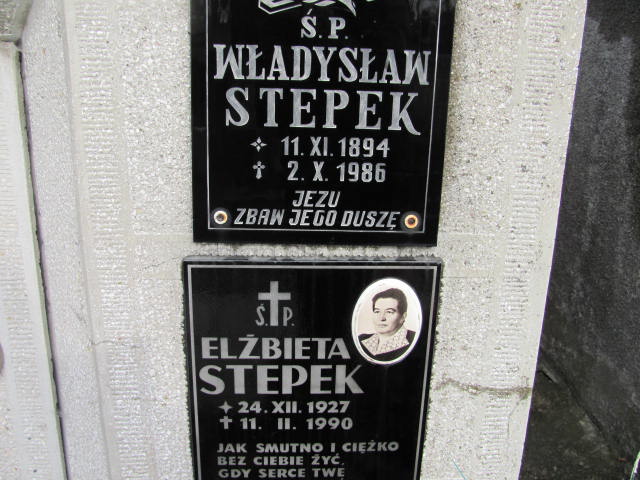 Ś.P.
WŁADYSŁAW
STEPEK
✧ 11. XI. 1894
✝ 2. X. 1986
JEZU
ZBAW JEGO DUSZĘ
Ś. P.
ELŻBIETA
STEPEK
✦ 24. XII. 1927
✝ 11. II. 1990
JAK SMUTNO I CIĘŻKO
BEZ CIEBIE ŻYĆ,
GDY SERCE TWE